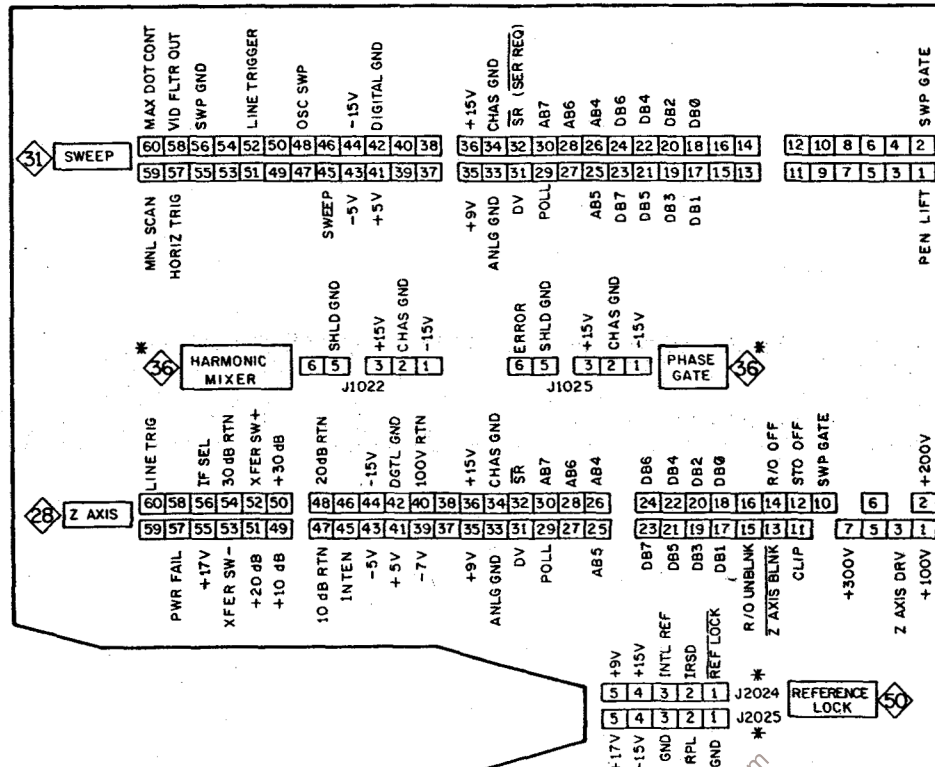 MAX DOT CONT
VID FLTR OUT
SWP GND
LINE TRIGGER
OSC SWP
-15V
DIGITAL GND
+15V
CHAS GND
SR (SER REQ)
AB7
AB6
AB4
DB6
DB4
DB2
DB0
SWP GATE
31 SWEEP
60 58 56 54 52 50 48 46 44 42 40 38 36 34 32 30 28 26 24 22 20 18 16 14 12 10 8 6 4 2
59 57 55 53 51 49 47 45 43 41 39 37 35 33 31 29 27 25 23 21 19 17 15 13 11 9 7 5 3 1
MNL SCAN
HORIZ TRIG
SWEEP
-5V
+5V
+9V
ANLG GND
DV
POLL
AB5
DB7
DB5
DB3
DB1
PEN LIFT
*
36
HARMONIC
MIXER
SHLD GND
+15V
CHAS GND
-15V
6 5 3 2 1
J1022
ERROR
SHLD GND
+15V
CHAS GND
-15V
6 5 3 2 1
J1025
PHASE
GATE
36
*
LINE TRIG
IF SEL
30dB RTN
XFER SW+
+30 dB
20dB RTN
-15V
DGTL GND
100V RTN
+15V
CHAS GND
SR
AB7
AB6
AB4
DB6
DB4
DB2
DB0
R/O OFF
STO OFF
SWP GATE
+200V
28 Z AXIS
60 58 56 54 52 50 48 46 44 42 40 38 36 34 32 30 28 26 24 22 20 18 16 14 12 10 6 2
59 57 55 53 51 49 47 45 43 41 39 37 35 33 31 29 27 25 23 21 19 17 15 13 11 7 5 3 1
PWR FAIL
+17V
XFER SW-
+20 dB
+10 dB
10 dB RTN
INTEN
-5V
+5V
-7V
+9V
ANLG GND
DV
POLL
AB5
DB7
DB5
DB3
DB1
R/O UNBLNK
Z AXIS BLNK
CLIP
+300V
Z AXIS DRV
+100V
+9V
+15V
INTL REF
IRSD
REF LOCK
*
5 4 3 2 1 J2024
5 4 3 2 1 J2025
*
REFERENCE
LOCK
50
+17V
-15V
GND
RPL
GND